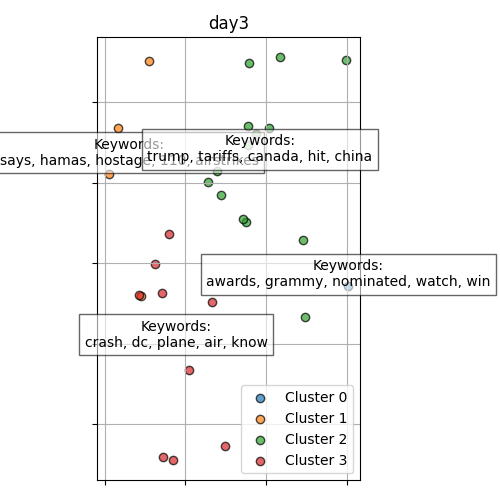 day3
Keywords:
says, hamas, hostage, 110, airstrikes
Keywords:
trump, tariffs, canada, hit, china
Keywords:
awards, grammy, nominated, watch, win
Keywords:
crash, dc, plane, air, know
Cluster 0
Cluster 1
Cluster 2
Cluster 3